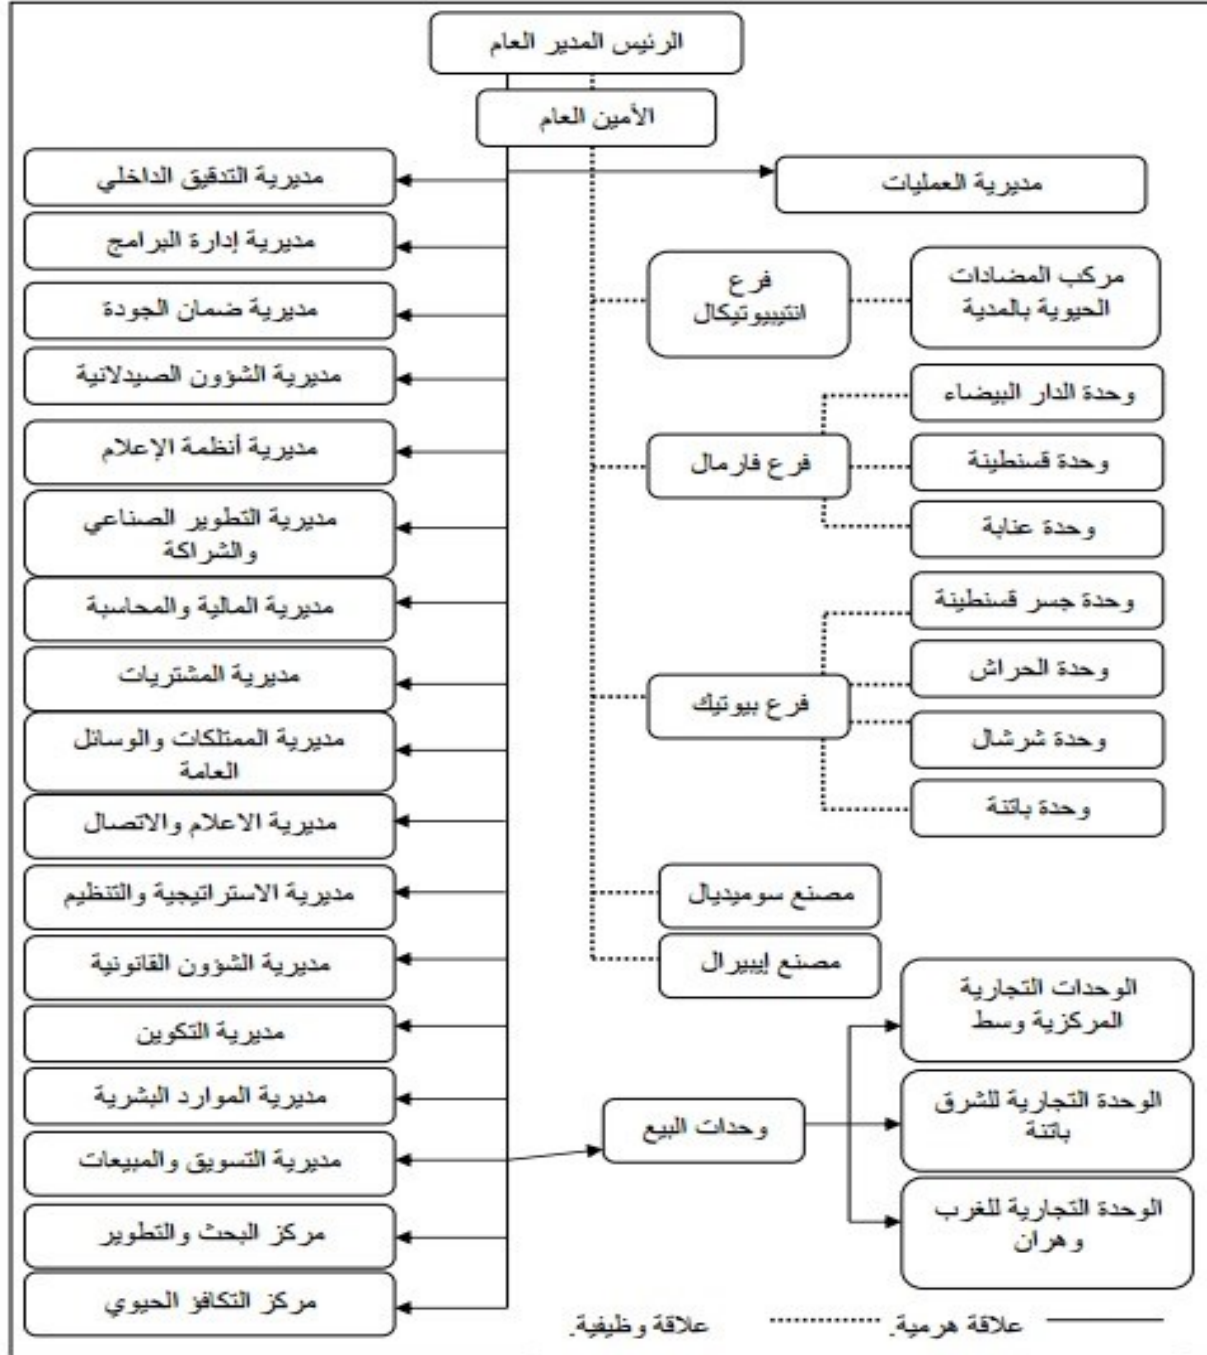 الرئيس المدير العام
الأمين العام
مديرية العمليات
فرع
انتيبيوتيكال
مركب المضادات
الحيوية بالمدية
وحدة الدار البيضاء
فرع فارمال
وحدة قسنطينة
وحدة عنابة
وحدة جسر قسنطينة
وحدة الحراش
فرع بيوتيك
وحدة شرشال
وحدة باتنة
مصنع سوميديال
مصنع إيبيرال
الوحدات التجارية
المركزية وسط
وحدات البيع
الوحدة التجارية للشرق
باتنة
الوحدة التجارية للغرب
وهران
مديرية التدقيق الداخلي
مديرية إدارة البرامج
مديرية ضمان الجودة
مديرية الشؤون الصيدلانية
مديرية أنظمة الإعلام
مديرية التطوير الصناعي
والشراكة
مديرية المالية والمحاسبة
مديرية المشتريات
مديرية الممتلكات والوسائل
العامة
مديرية الاعلام والاتصال
مديرية الاستراتيجية والتنظيم
مديرية الشؤون القانونية
مديرية التكوين
مديرية الموارد البشرية
مديرية التسويق والمبيعات
مركز البحث والتطوير
مركز التكافؤ الحيوي
علاقة هرمية. علاقة وظيفية.